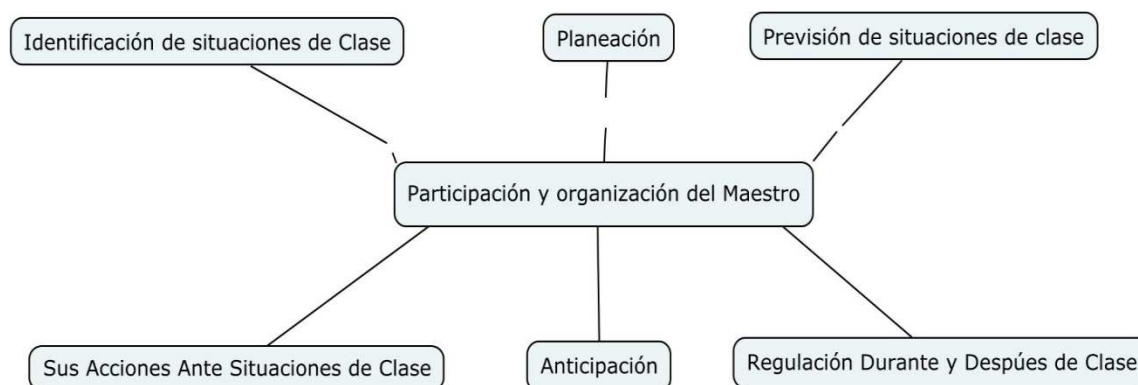 Identificación de situaciones de Clase
Planeación
Previsión de situaciones de clase
Participación y organización del Maestro
Sus Acciones Ante Situaciones de Clase
Anticipación
Regulación Durante y Despúes de Clase